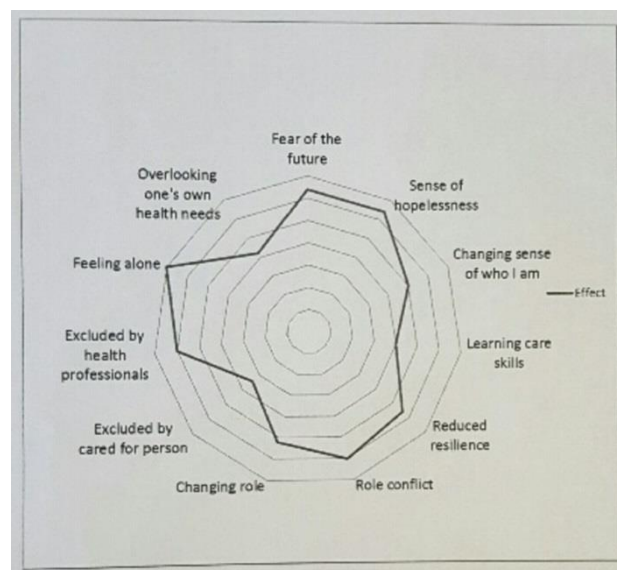 Fear of the
future
Sense of
hopelessness
Changing sense
of who I am
Effect
Learning care
skills
Reduced
resilience
Role conflict
Changing role
Excluded by
cared for person
Excluded by
health
professionals
Feeling alone
Overlooking
one's own
health needs